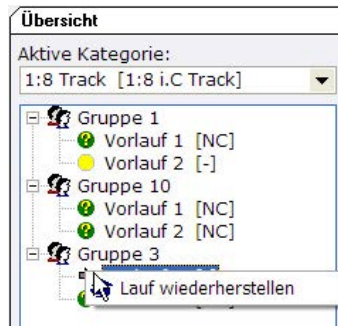 Übersicht
Aktive Kategorie:
1:8 Track [1:8 i.C Track]
Gruppe 1
Vorlauf 1 [NC]
Vorlauf 2 [-]
Gruppe 10
Vorlauf 1 [NC]
Vorlauf 2 [NC]
Gruppe 3
Lauf wiederherstellen